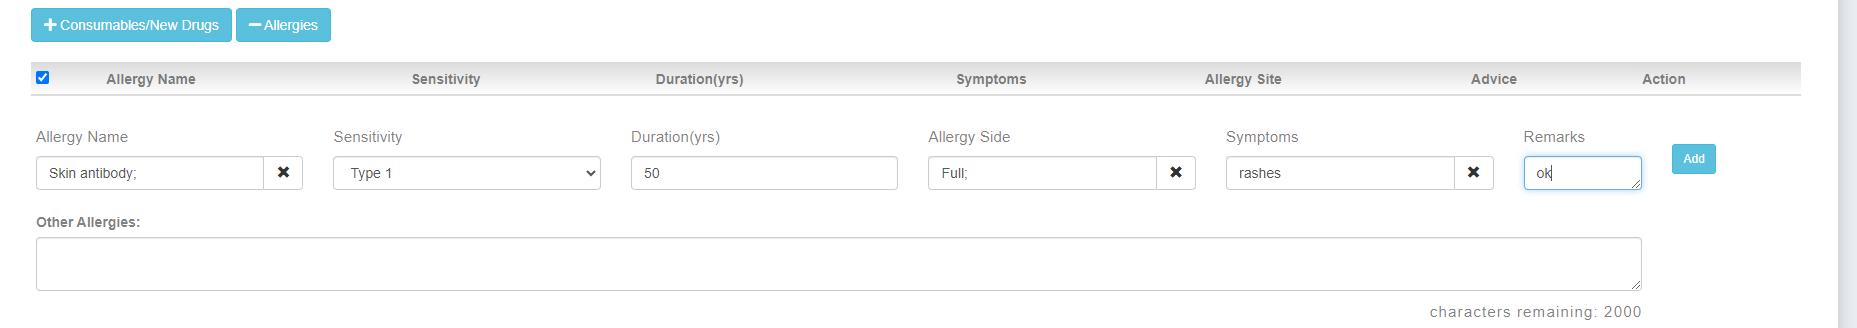 Consumables/New Drugs Allergies
Allergy Name Sensitivity Duration(yrs) Symptoms Allergy Site Advice Action
Allergy Name Sensitivity Duration(yrs) Allergy Side Symptoms Remarks
Skin antibody; Type 1 50 Full; rashes ok Add
Other Allergies:
characters remaining: 2000